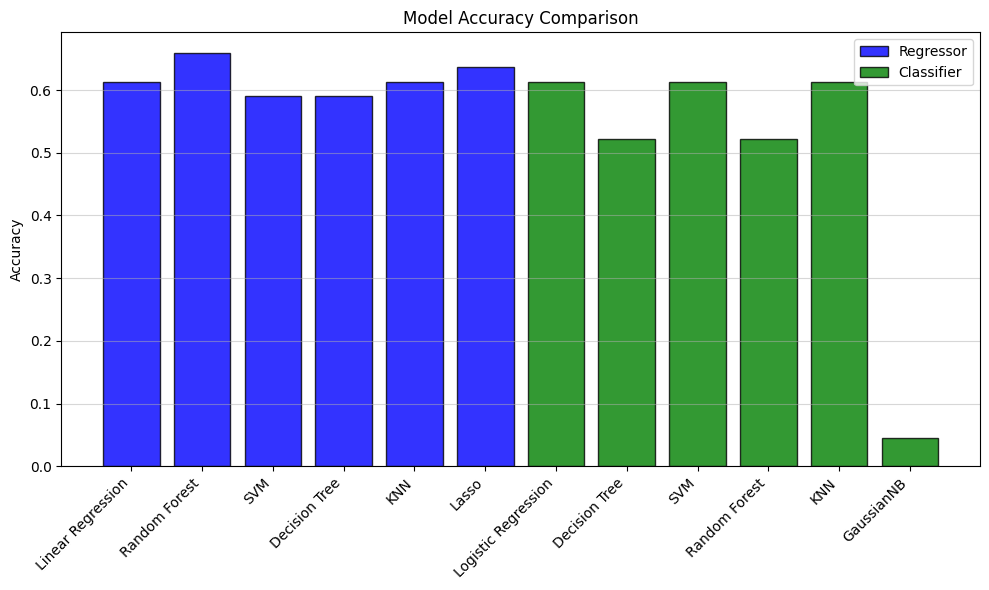 Model Accuracy Comparison
Regressor
Classifier
Accuracy
0.6
0.5
0.4
0.3
0.2
0.1
0.0
Linear Regression
Random Forest
SVM
Decision Tree
KNN
Lasso
Logistic Regression
Decision Tree
SVM
Random Forest
KNN
GaussianNB